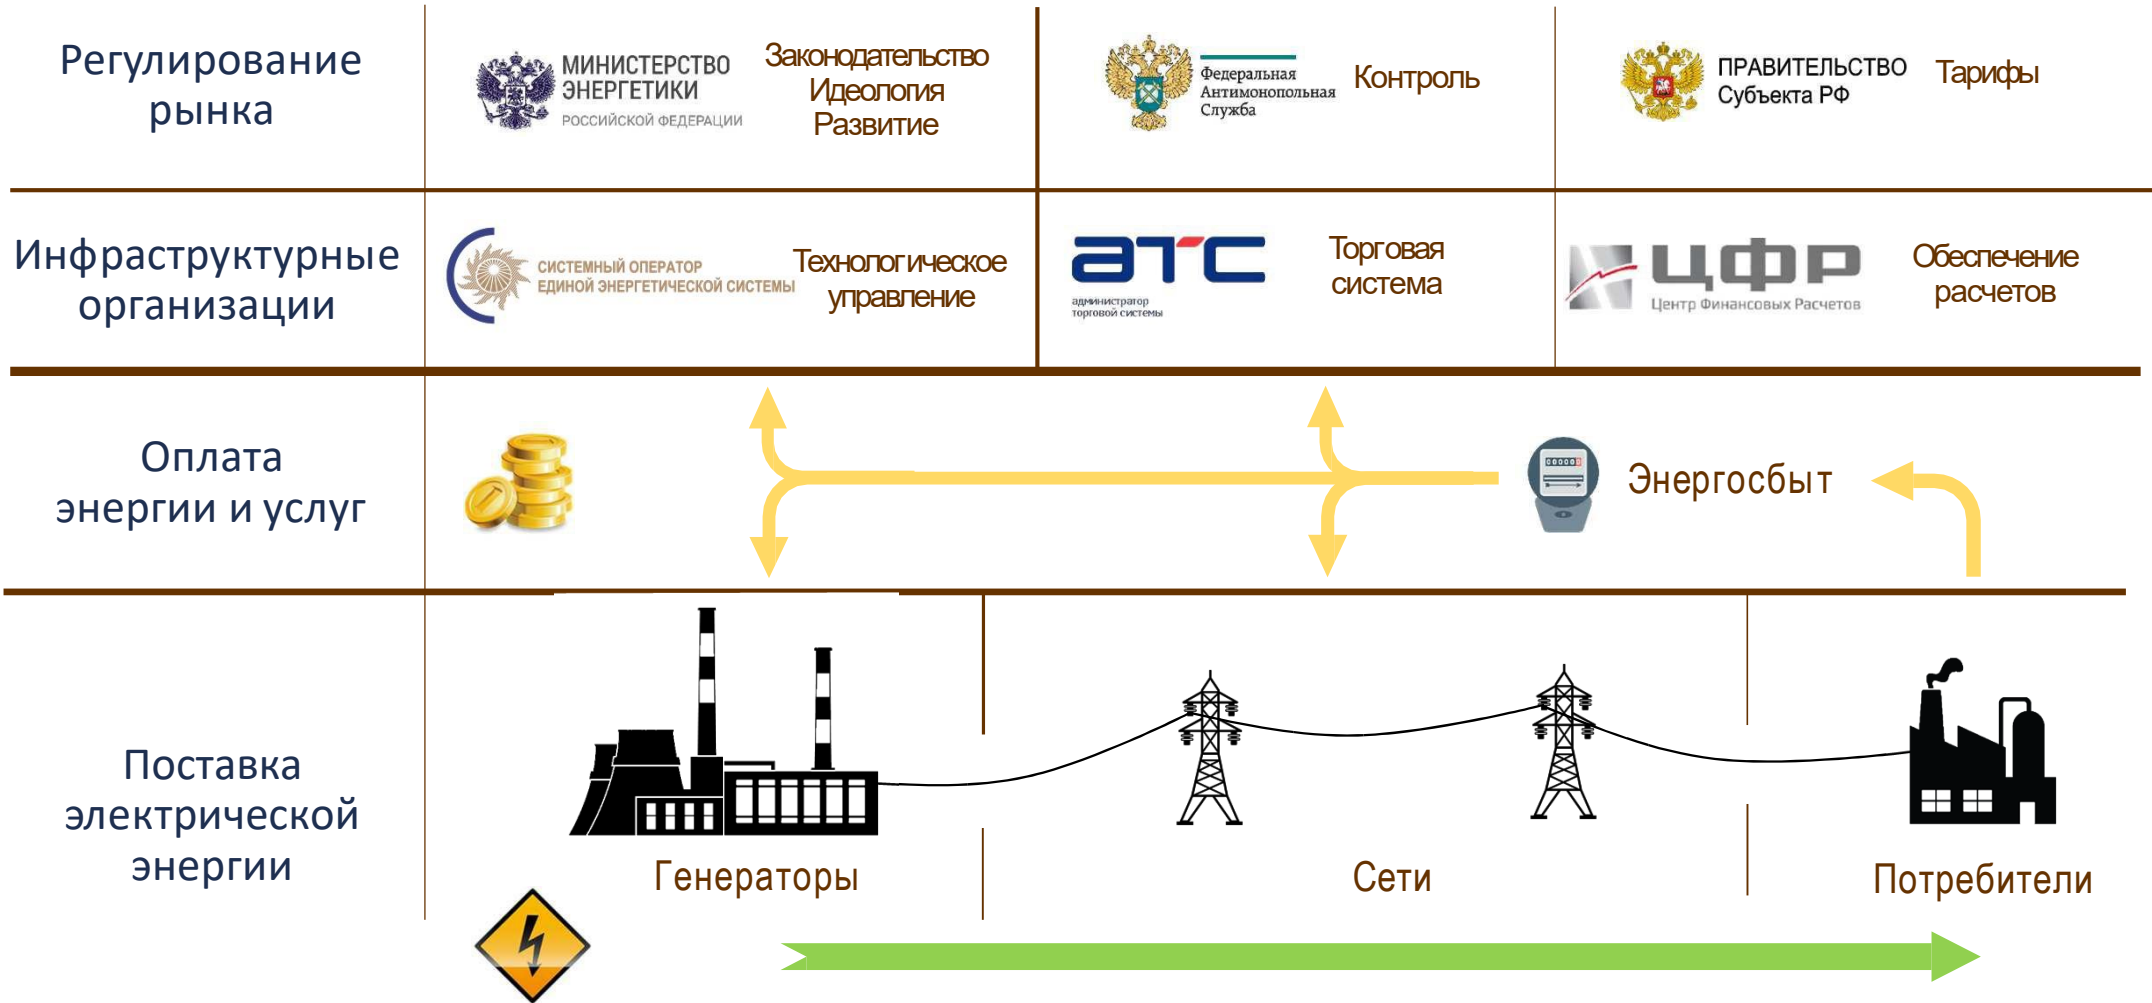 Регулирование
рынка
МИНИСТЕРСТВО
ЭНЕРГЕТИКИ
РОССИЙСКОЙ ФЕДЕРАЦИИ
Законодательство
Идеология
Развитие
Федеральная
Антимонопольная
Служба
Контроль
ПРАВИТЕЛЬСТВО
Субъекта РФ
Тарифы
Инфраструктурные
организации
СИСТЕМНЫЙ ОПЕРАТОР
ЕДИНОЙ ЭНЕРГЕТИЧЕСКОЙ СИСТЕМЫ
Технологическое
управление
атс
администратор
торговой системы
Торговая
система
ЦФР
Центр Финансовых Расчетов
Обеспечение
расчетов
Оплата
энергии и услуг
00000
Энергосбыт
Поставка
электрической
энергии
Генераторы
Сети
Потребители